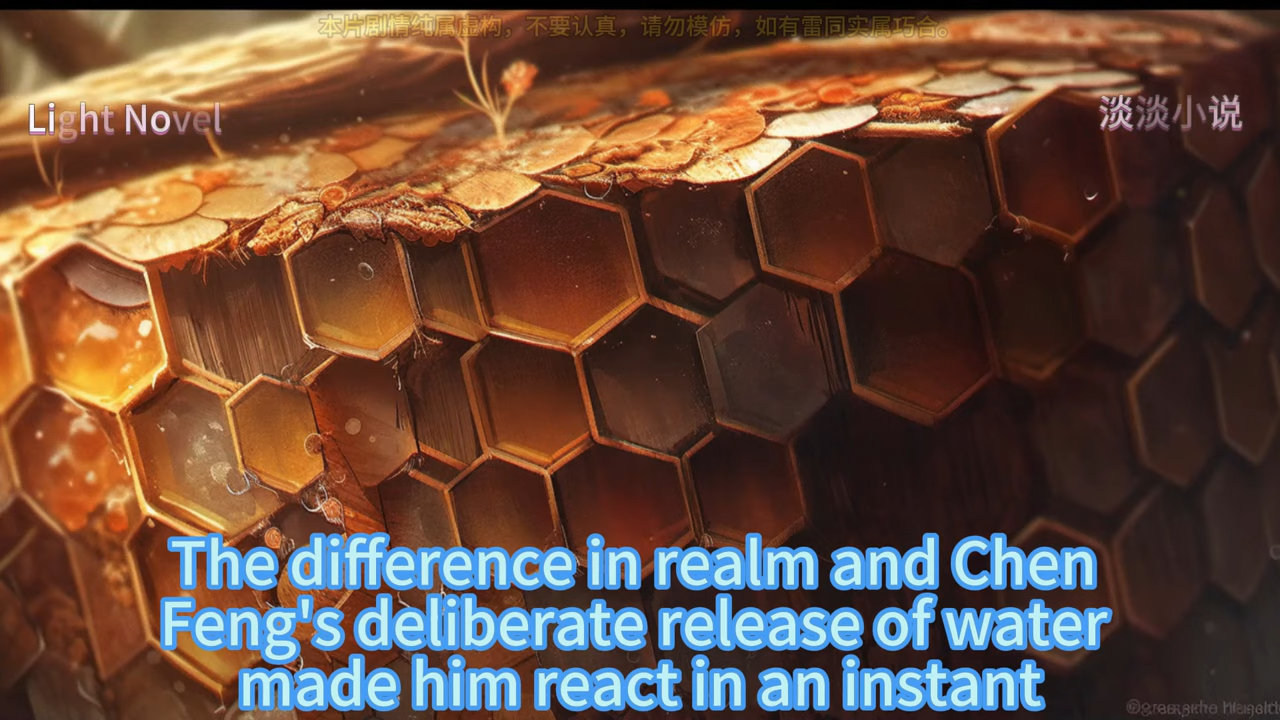 本片剧情纯属虚构，不要认真，请勿模仿，如有雷同实属巧合。
Light Novel
淡淡小说
The difference in realm and Chen
Feng's deliberate release of water
made him react in an instant